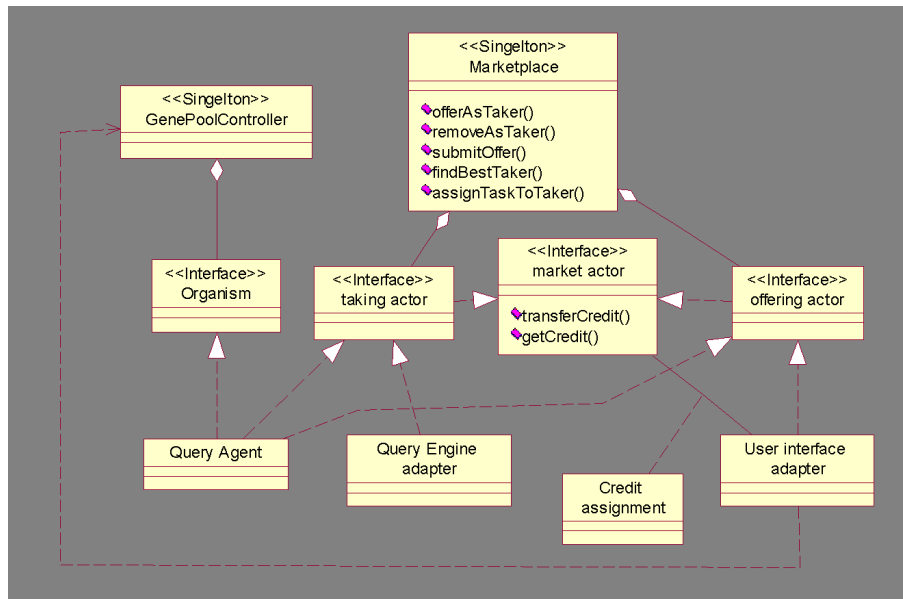 <<Singelton>>
GenePoolController
<<Singelton>>
Marketplace
offerAsTaker()
removeAsTaker()
submitOffer()
findBestTaker()
assignTaskToTaker()
<<Interface>>
Organism
<<Interface>>
taking actor
<<Interface>>
market actor
transferCredit()
getCredit()
<<Interface>>
offering actor
Query Agent
Query Engine
adapter
Credit
assignment
User interface
adapter